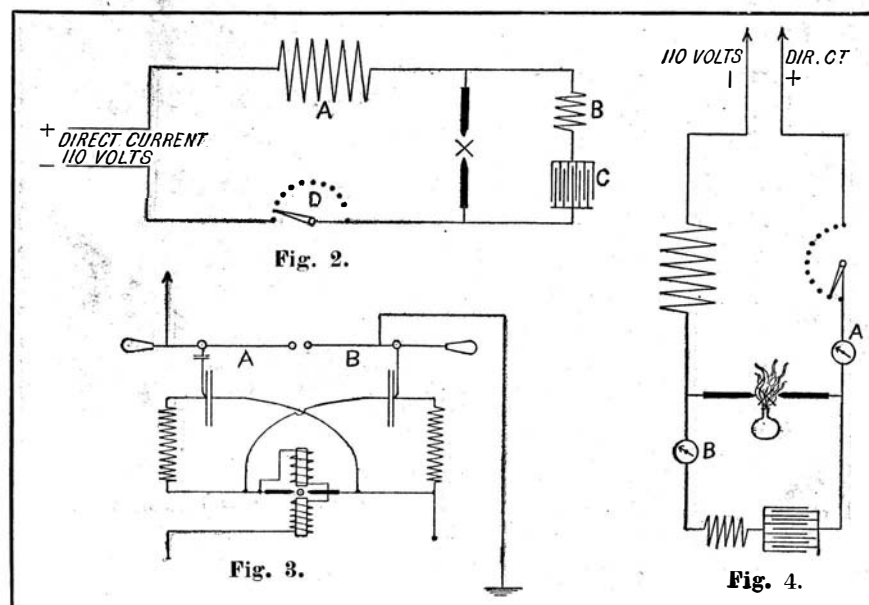 A
B
+ DIRECT CURRENT
– 110 VOLTS
C
D
Fig. 2.
A
B
Fig. 3.
110 VOLTS DIR. CT
– +
A
B
Fig. 4.